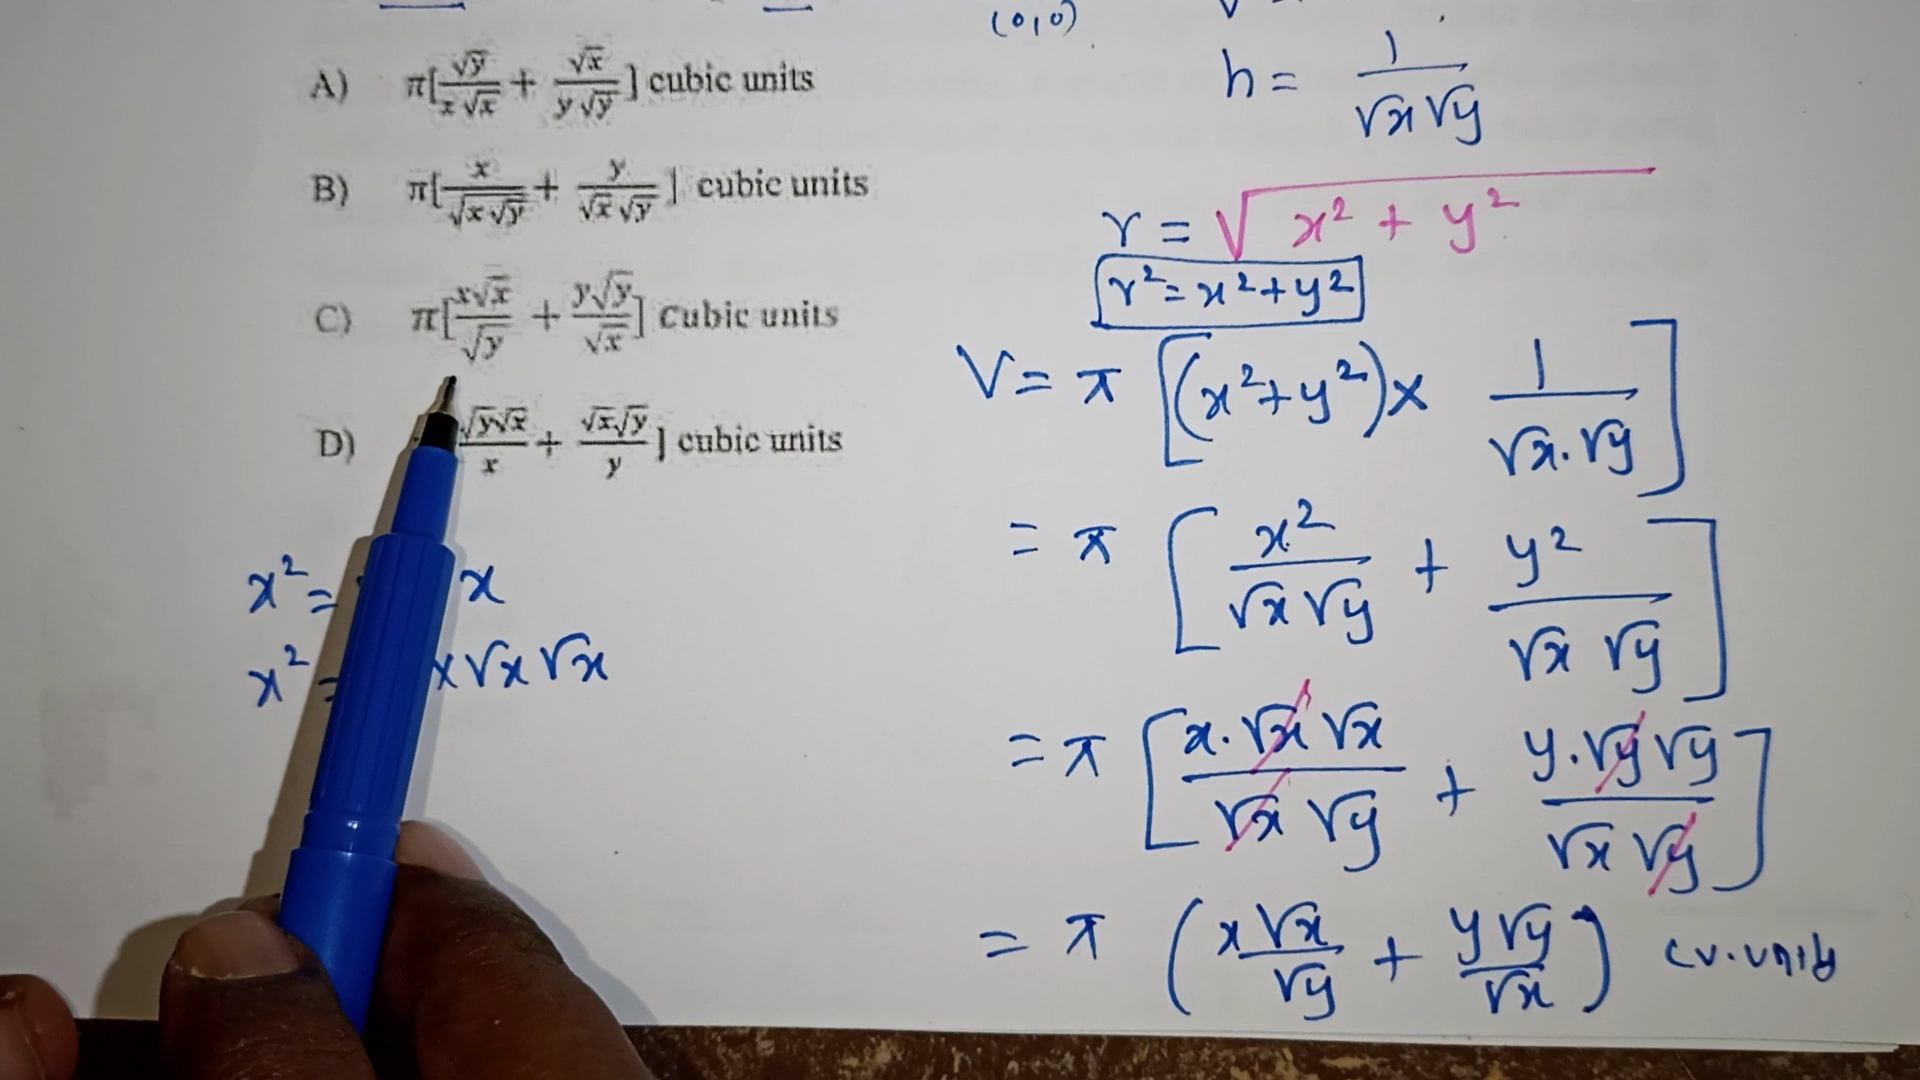 A) π[√y/x√x + √x/y√y] cubic units
B) π[x/√x√y + y/√x√y] cubic units
C) π[x√x/√y + y√y/√x] Cubic units
D) √y√x/x + √x√y/y ] cubic units
x² = x
x² = x √x √x
(0,0)
h = 1/√x√y
r = √x² + y²
r² = x² + y²
V = π [(x² + y²) × 1/√x.√y]
= π [x²/√x√y + y²/√x√y]
= π [x.√x√x/√x√y + y.√y√y/√x√y]
= π (x√x/√y + y√y/√x) cu.units